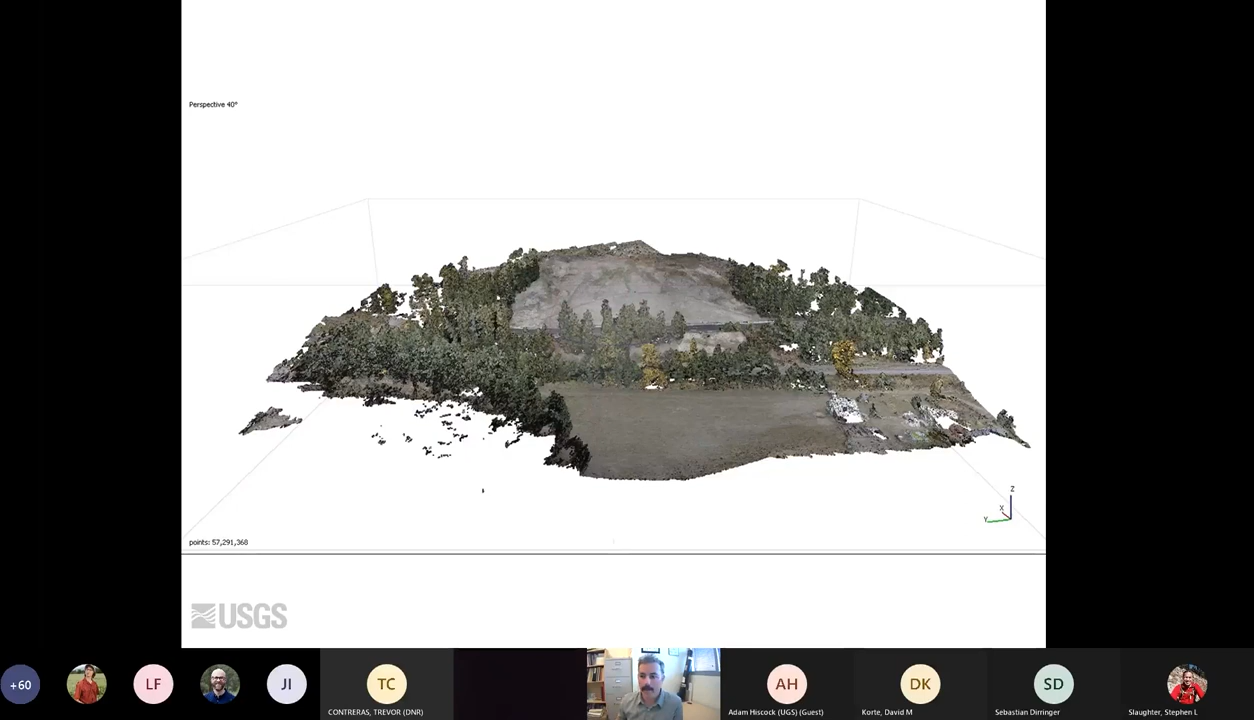 Perspective 40°
Z
X
Y
points: 57,291,368
USGS
+60
LF
JI
TC
AH
DK
SD
CONTRERAS, TREVOR (DNR)
Adam Hiscock (UGS) (Guest)
Korte, David M
Sebastian Dirringer
Slaughter, Stephen L